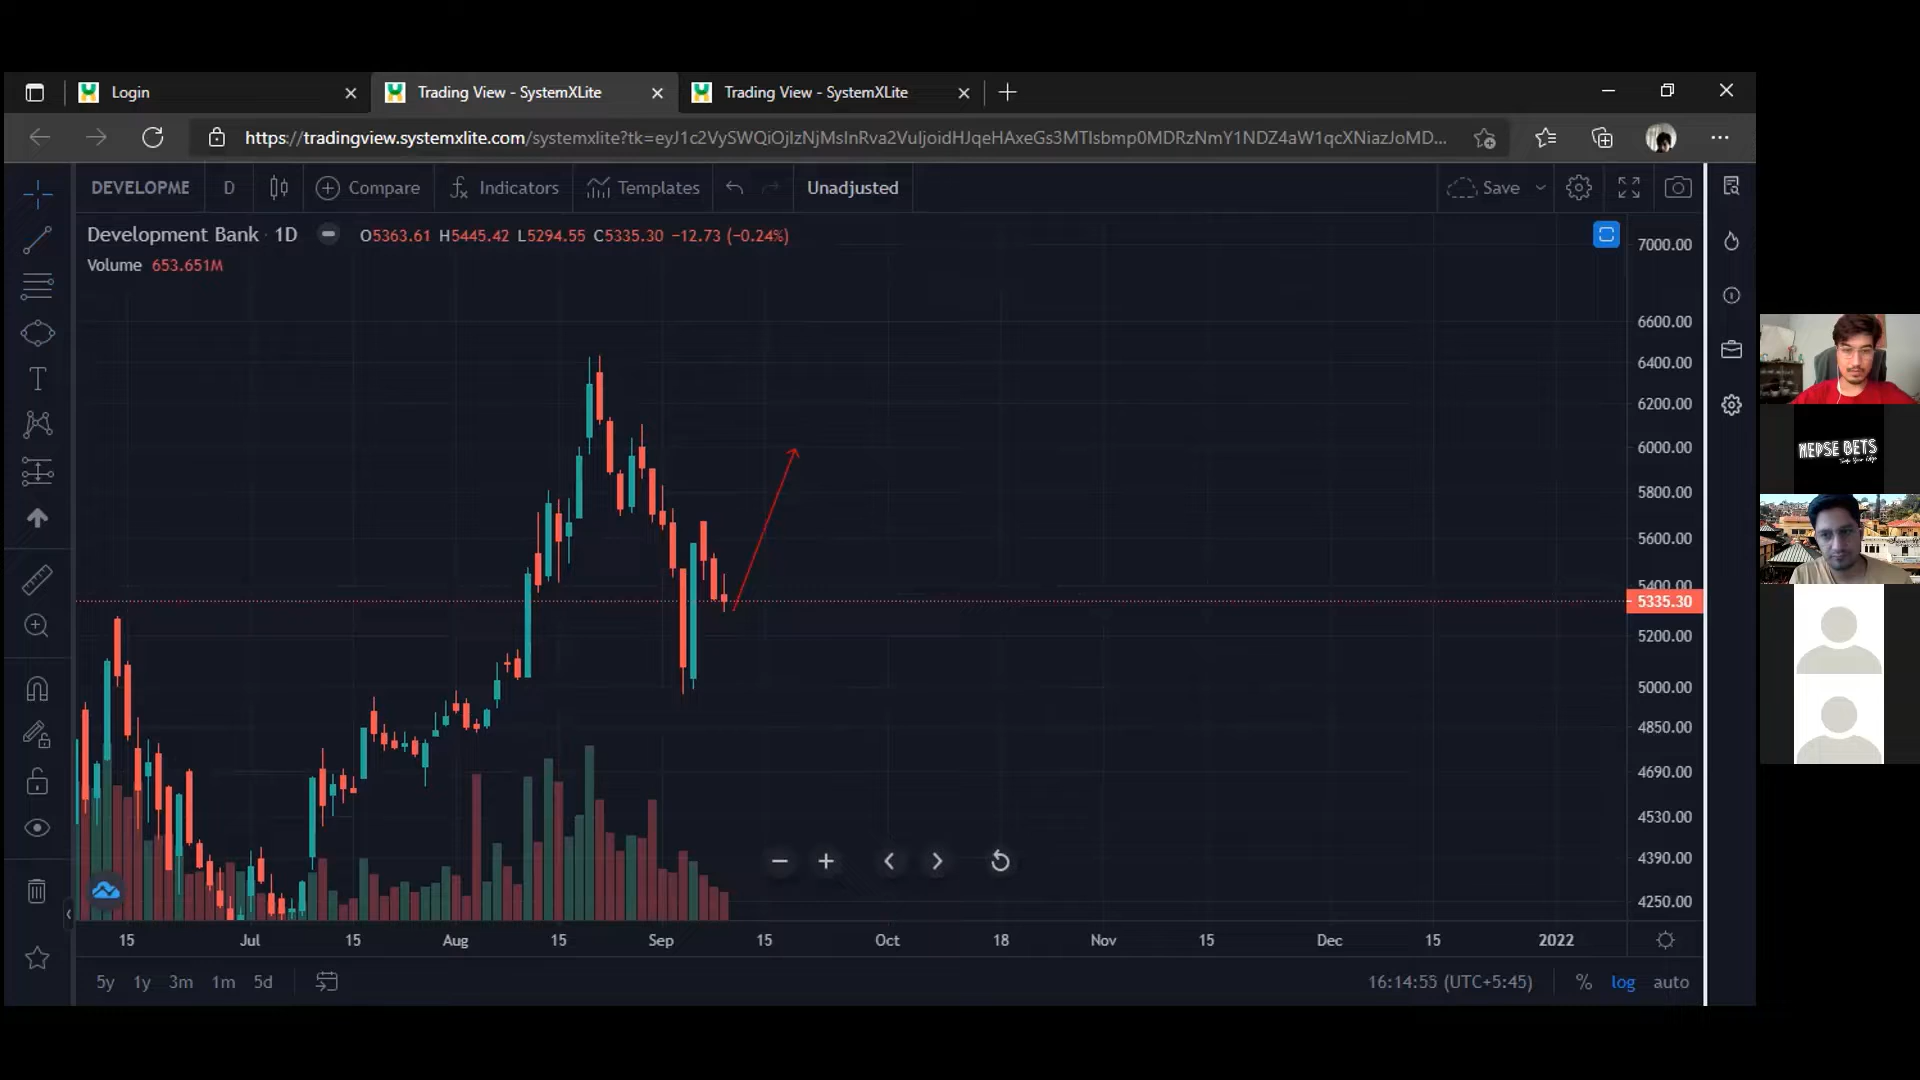 Login
Trading View - SystemXLite
Trading View - SystemXLite
https://tradingview.systemxlite.com/systemxlite?tk=
DEVELOPME D Compare Indicators Templates Unadjusted Save
Development Bank · 1D O5363.61 H5445.42 L5294.55 C5335.30 −12.73 (−0.24%)
Volume 653.651M
7000.00
6600.00
6400.00
6200.00
6000.00
5800.00
5600.00
5400.00
5335.30
5200.00
5000.00
4850.00
4690.00
4530.00
4390.00
4250.00
15 Jul 15 Aug 15 Sep 15 Oct 18 Nov 15 Dec 15 2022
5y 1y 3m 1m 5d 16:14:55 (UTC+5:45) % log auto
NEPSE BETS